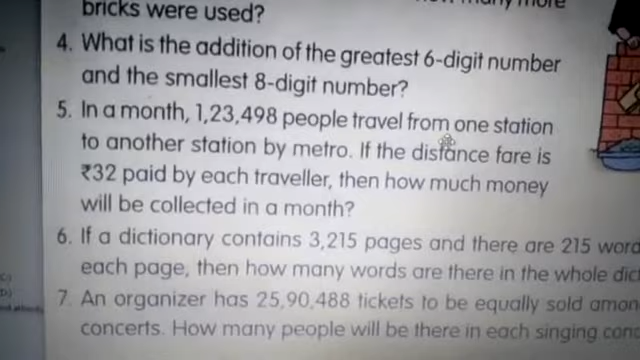 bricks were used?
4. What is the addition of the greatest 6-digit number
and the smallest 8-digit number?
5. In a month, 1,23,498 people travel from one station
to another station by metro. If the distance fare is
₹32 paid by each traveller, then how much money
will be collected in a month?
6. If a dictionary contains 3,215 pages and there are 215 word
each page, then how many words are there in the whole dict
7. An organizer has 25,90,488 tickets to be equally sold amon
concerts. How many people will be there in each singing conc